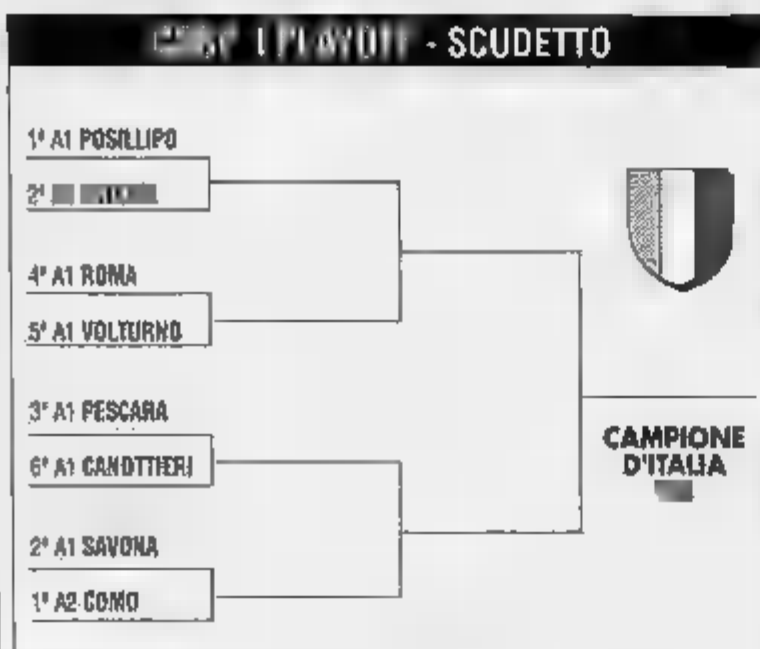 I PLAYOFF - SCUDETTO
1ª A1 POSILLIPO
2ª
4ª A1 ROMA
5ª A1 VOLTURNO
3ª A1 PESCARA
6ª A1 CANOTTIERI
2ª A1 SAVONA
1ª A2 COMO
CAMPIONE
D'ITALIA